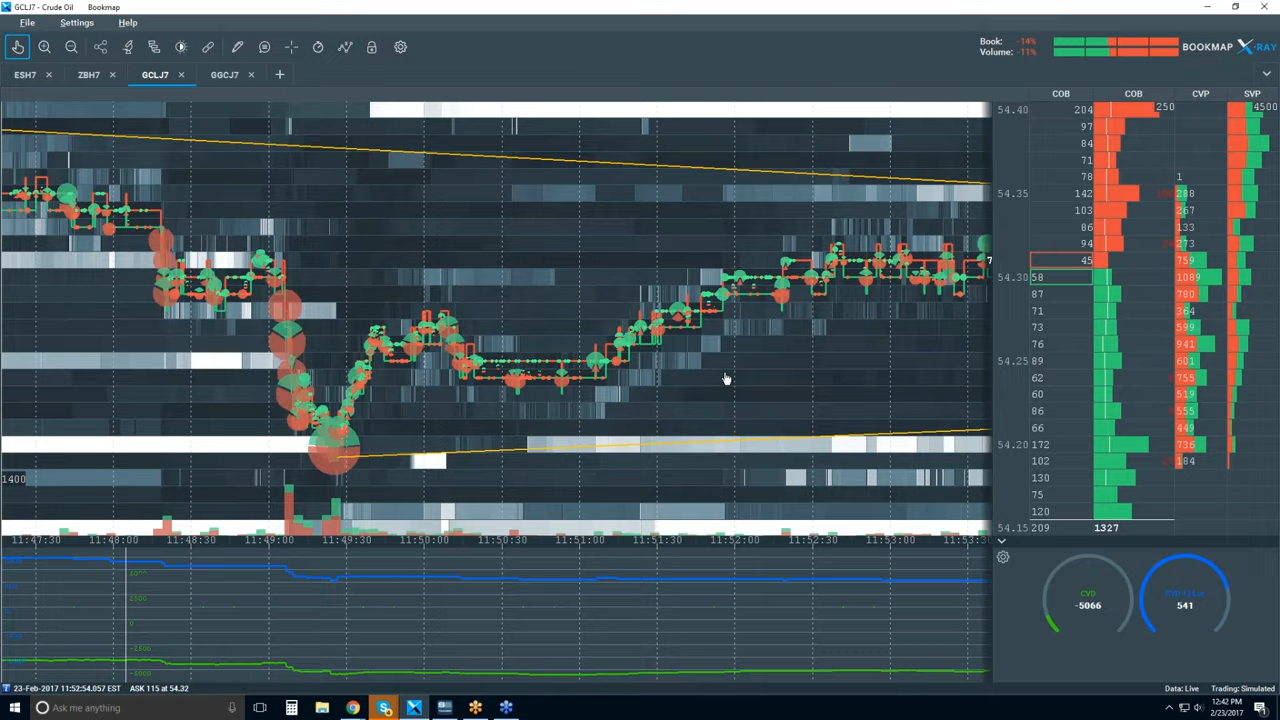 GCLJ7 - Crude Oil Bookmap
File Settings Help
Book: -14%
Volume: -11%
BOOKMAP X-RAY
ESH7 ZBH7 GCLJ7 GGCJ7
COB COB CVP SVP
54.40 204 250 4500
97
84
71
78 1
54.35 142 288
103 267
86 133
94 273
45 759
54.30 58 1089
87 780
71 364
73 599
76 941
54.25 89 601
62 755
60 519
86 555
66 449
54.20 172 736
102 184
130
75
120
54.15 209 1327
1400
11:47:30 11:48:00 11:48:30 11:49:00 11:49:30 11:50:00 11:50:30 11:51:00 11:51:30 11:52:00 11:52:30 11:53:00 11:53:30
2500
0
-2500
-5000
CVD
-5066
541
23-Feb-2017 11:52:54.057 EST ASK 115 at 54.32
Data: Live Trading: Simulated
Ask me anything
12:42 PM
2/23/2017